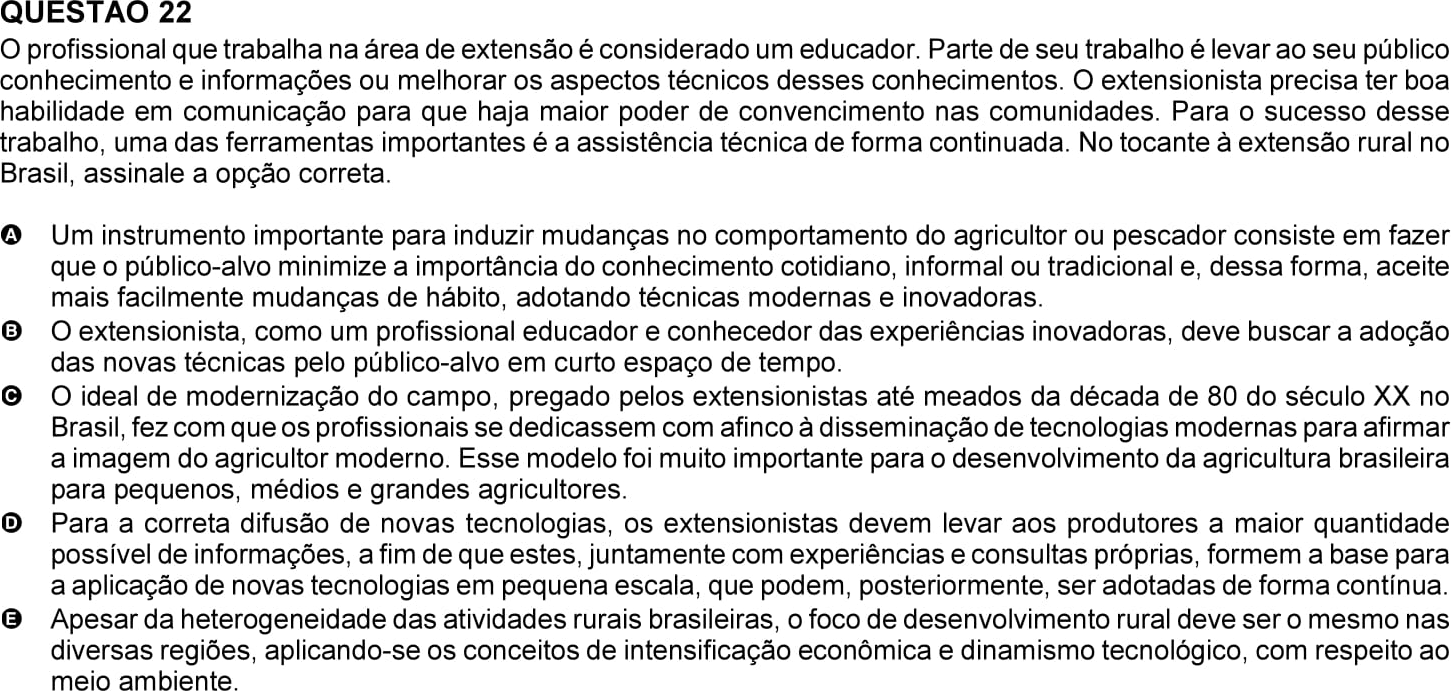 QUESTÃO 22
O profissional que trabalha na área de extensão é considerado um educador. Parte de seu trabalho é levar ao seu público
conhecimento e informações ou melhorar os aspectos técnicos desses conhecimentos. O extensionista precisa ter boa
habilidade em comunicação para que haja maior poder de convencimento nas comunidades. Para o sucesso desse
trabalho, uma das ferramentas importantes é a assistência técnica de forma continuada. No tocante à extensão rural no
Brasil, assinale a opção correta.
A Um instrumento importante para induzir mudanças no comportamento do agricultor ou pescador consiste em fazer
que o público-alvo minimize a importância do conhecimento cotidiano, informal ou tradicional e, dessa forma, aceite
mais facilmente mudanças de hábito, adotando técnicas modernas e inovadoras.
B O extensionista, como um profissional educador e conhecedor das experiências inovadoras, deve buscar a adoção
das novas técnicas pelo público-alvo em curto espaço de tempo.
C O ideal de modernização do campo, pregado pelos extensionistas até meados da década de 80 do século XX no
Brasil, fez com que os profissionais se dedicassem com afinco à disseminação de tecnologias modernas para afirmar
a imagem do agricultor moderno. Esse modelo foi muito importante para o desenvolvimento da agricultura brasileira
para pequenos, médios e grandes agricultores.
D Para a correta difusão de novas tecnologias, os extensionistas devem levar aos produtores a maior quantidade
possível de informações, a fim de que estes, juntamente com experiências e consultas próprias, formem a base para
a aplicação de novas tecnologias em pequena escala, que podem, posteriormente, ser adotadas de forma contínua.
E Apesar da heterogeneidade das atividades rurais brasileiras, o foco de desenvolvimento rural deve ser o mesmo nas
diversas regiões, aplicando-se os conceitos de intensificação econômica e dinamismo tecnológico, com respeito ao
meio ambiente.